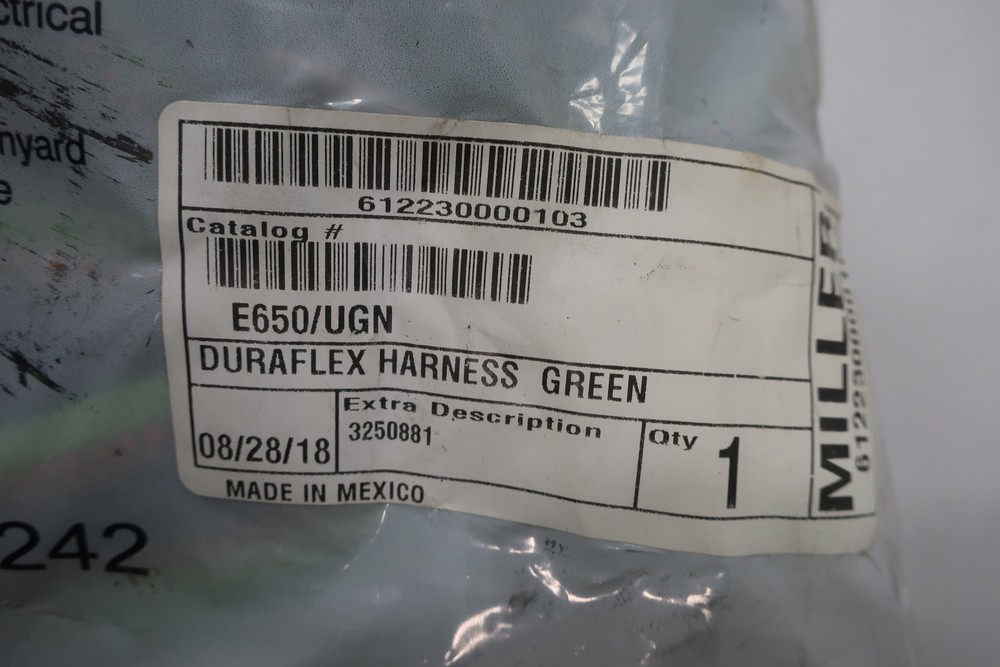 ctrical
nyard
e
242
612230000103
Catalog #
E650/UGN
DURAFLEX HARNESS GREEN
08/28/18
Extra Description
3250881
Qty
1
MADE IN MEXICO
MILLER